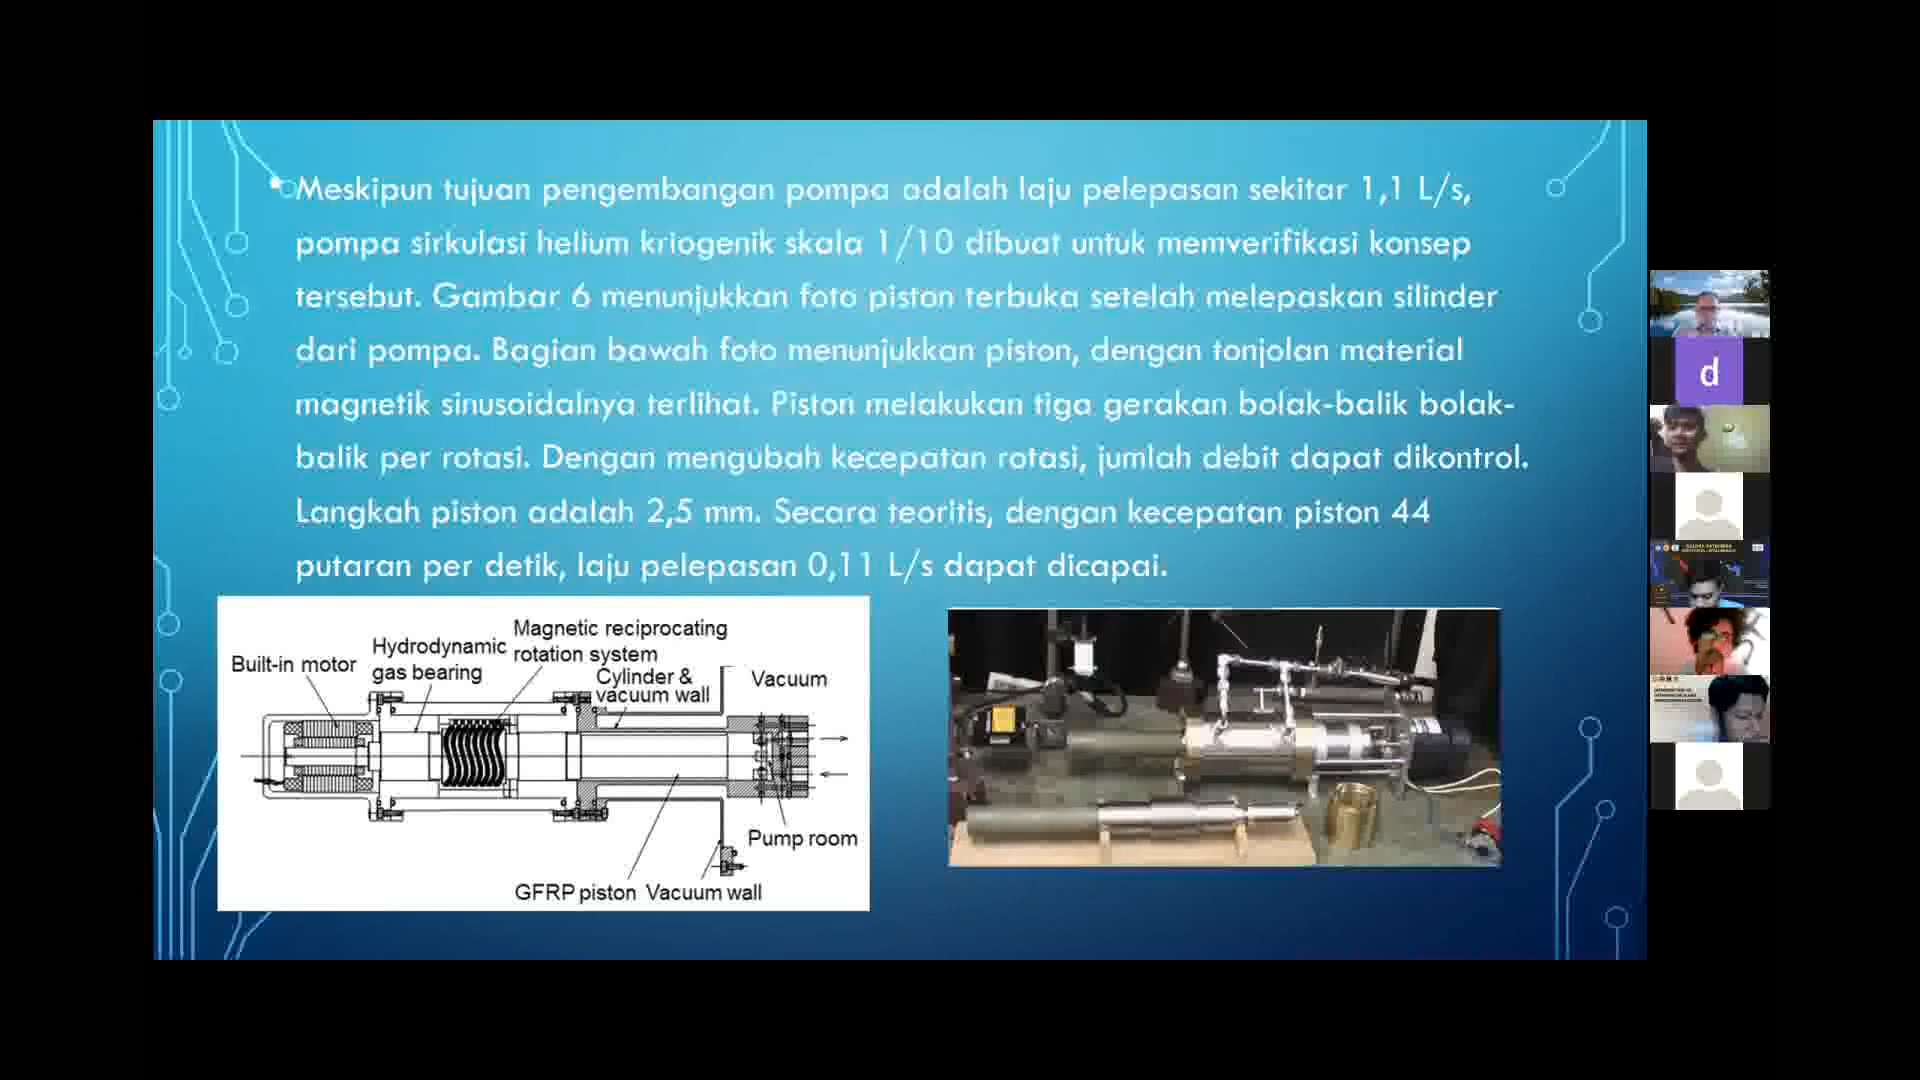 Meskipun tujuan pengembangan pompa adalah laju pelepasan sekitar 1,1 L/s,
pompa sirkulasi helium kriogenik skala 1/10 dibuat untuk memverifikasi konsep
tersebut. Gambar 6 menunjukkan foto piston terbuka setelah melepaskan silinder
dari pompa. Bagian bawah foto menunjukkan piston, dengan tonjolan material
magnetik sinusoidalnya terlihat. Piston melakukan tiga gerakan bolak-balik bolak-
balik per rotasi. Dengan mengubah kecepatan rotasi, jumlah debit dapat dikontrol.
Langkah piston adalah 2,5 mm. Secara teoritis, dengan kecepatan piston 44
putaran per detik, laju pelepasan 0,11 L/s dapat dicapai.
Built-in motor
Hydrodynamic
gas bearing
Magnetic reciprocating
rotation system
Cylinder &
vacuum wall
Vacuum
Pump room
GFRP piston
Vacuum wall
d